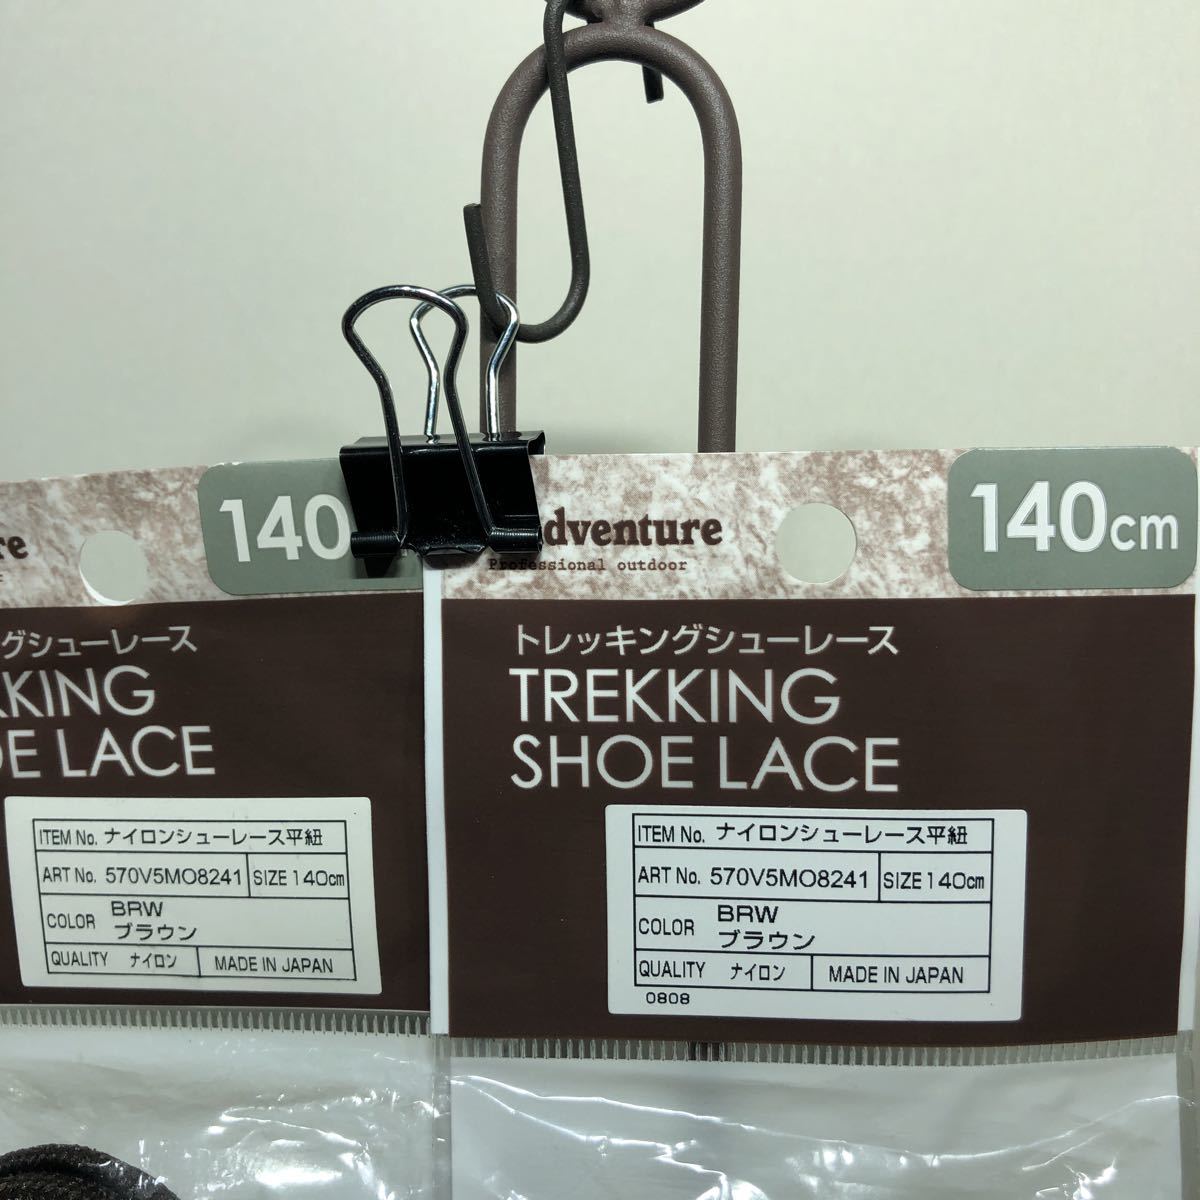 140
グシューレース
KING
LACE
ITEM No. ナイロンシューレース平紐
ART No. 570V5MO8241 SIZE 140cm
COLOR BRW
ブラウン
QUALITY ナイロン MADE IN JAPAN
dventure
Professional outdoor
140cm
トレッキングシューレース
TREKKING
SHOE LACE
ITEM No. ナイロンシューレース平紐
ART No. 570V5MO8241 SIZE 140cm
COLOR BRW
ブラウン
QUALITY ナイロン MADE IN JAPAN
0808